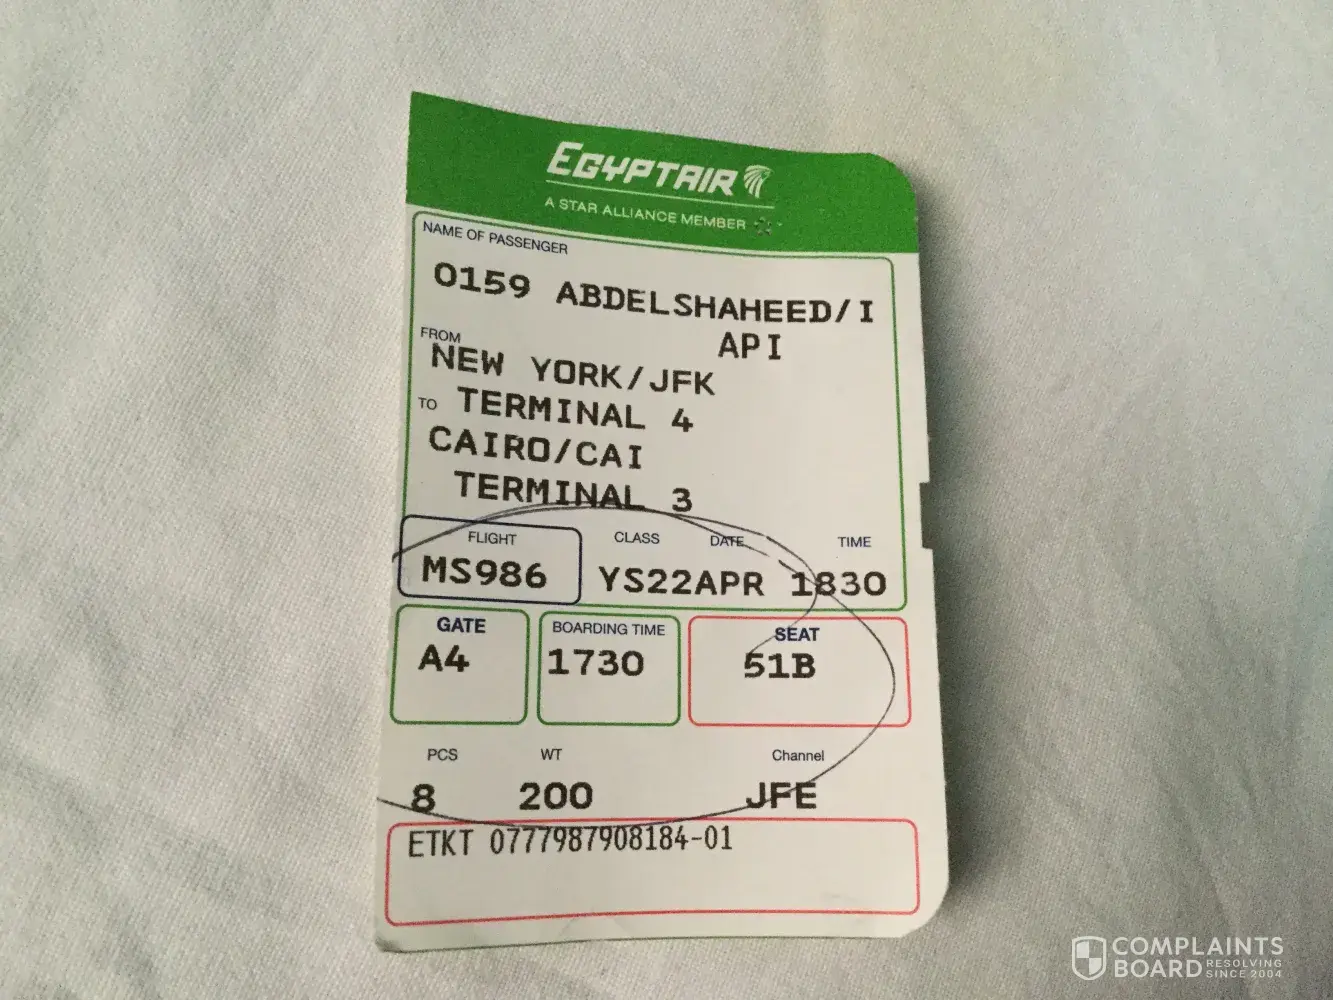 EGYPTAIR
A STAR ALLIANCE MEMBER
NAME OF PASSENGER
0159 ABDELSHAHEED/I
API
FROM
NEW YORK/JFK
TO TERMINAL 4
CAIRO/CAI
TERMINAL 3
FLIGHT CLASS DATE TIME
MS986 YS22APR 1830
GATE BOARDING TIME SEAT
A4 1730 51B
PCS WT Channel
8 200 JFE
ETKT 0777987908184-01
COMPLAINTS
BOARD RESOLVING
SINCE 2004